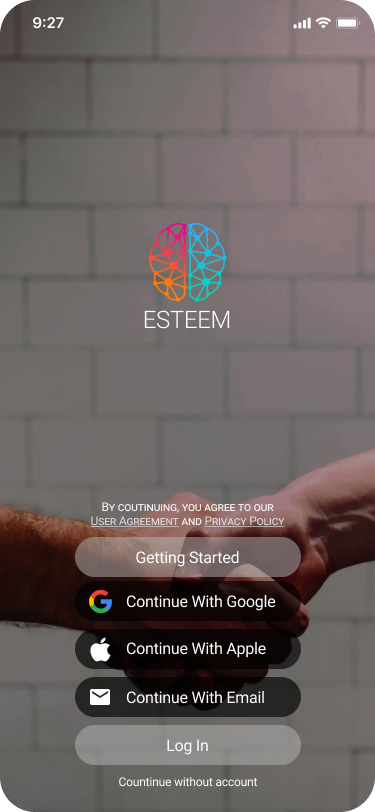 9:27
ESTEEM
By coutinuing, you agree to our
User Agreement and Privacy Policy
Getting Started
Continue With Google
Continue With Apple
Continue With Email
Log In
Countinue without account